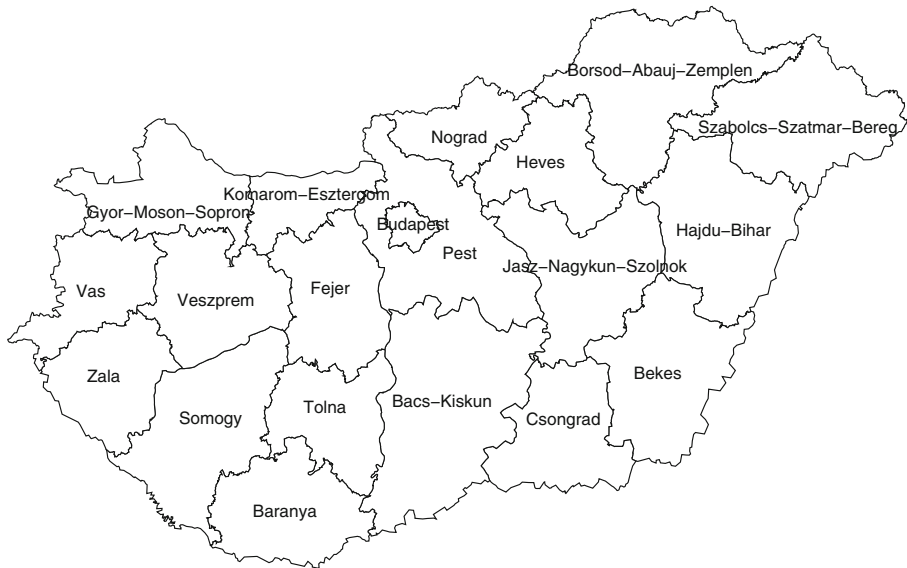 Borsod−Abauj−Zemplen
Szabolcs−Szatmar−Bereg
Nograd
Heves
Komarom−Esztergom
Gyor−Moson−Sopron
Budapest
Hajdu−Bihar
Pest
Jasz−Nagykun−Szolnok
Vas
Veszprem
Fejer
Zala
Bekes
Somogy
Tolna
Bacs−Kiskun
Csongrad
Baranya